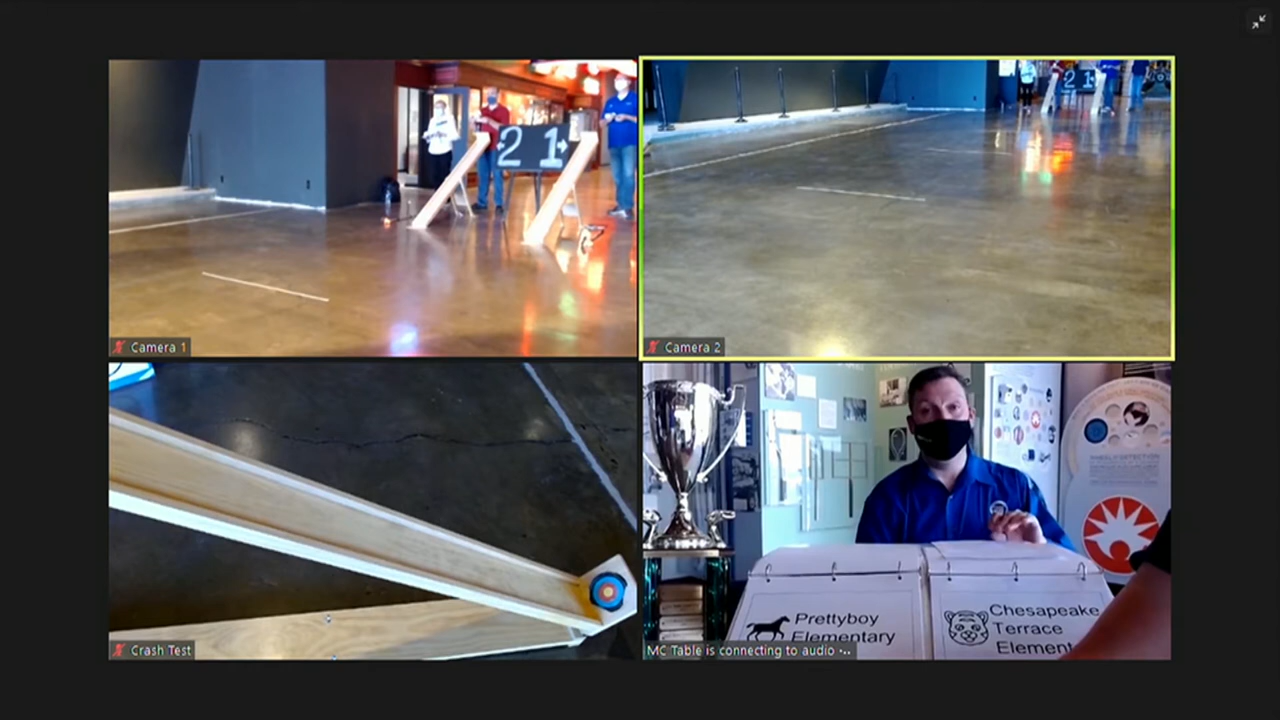 2 1
Camera 1
2 1
Camera 2
Crash Test
Prettyboy
Elementary
Chesapeake
Terrace
Element
MC Table is connecting to audio ...